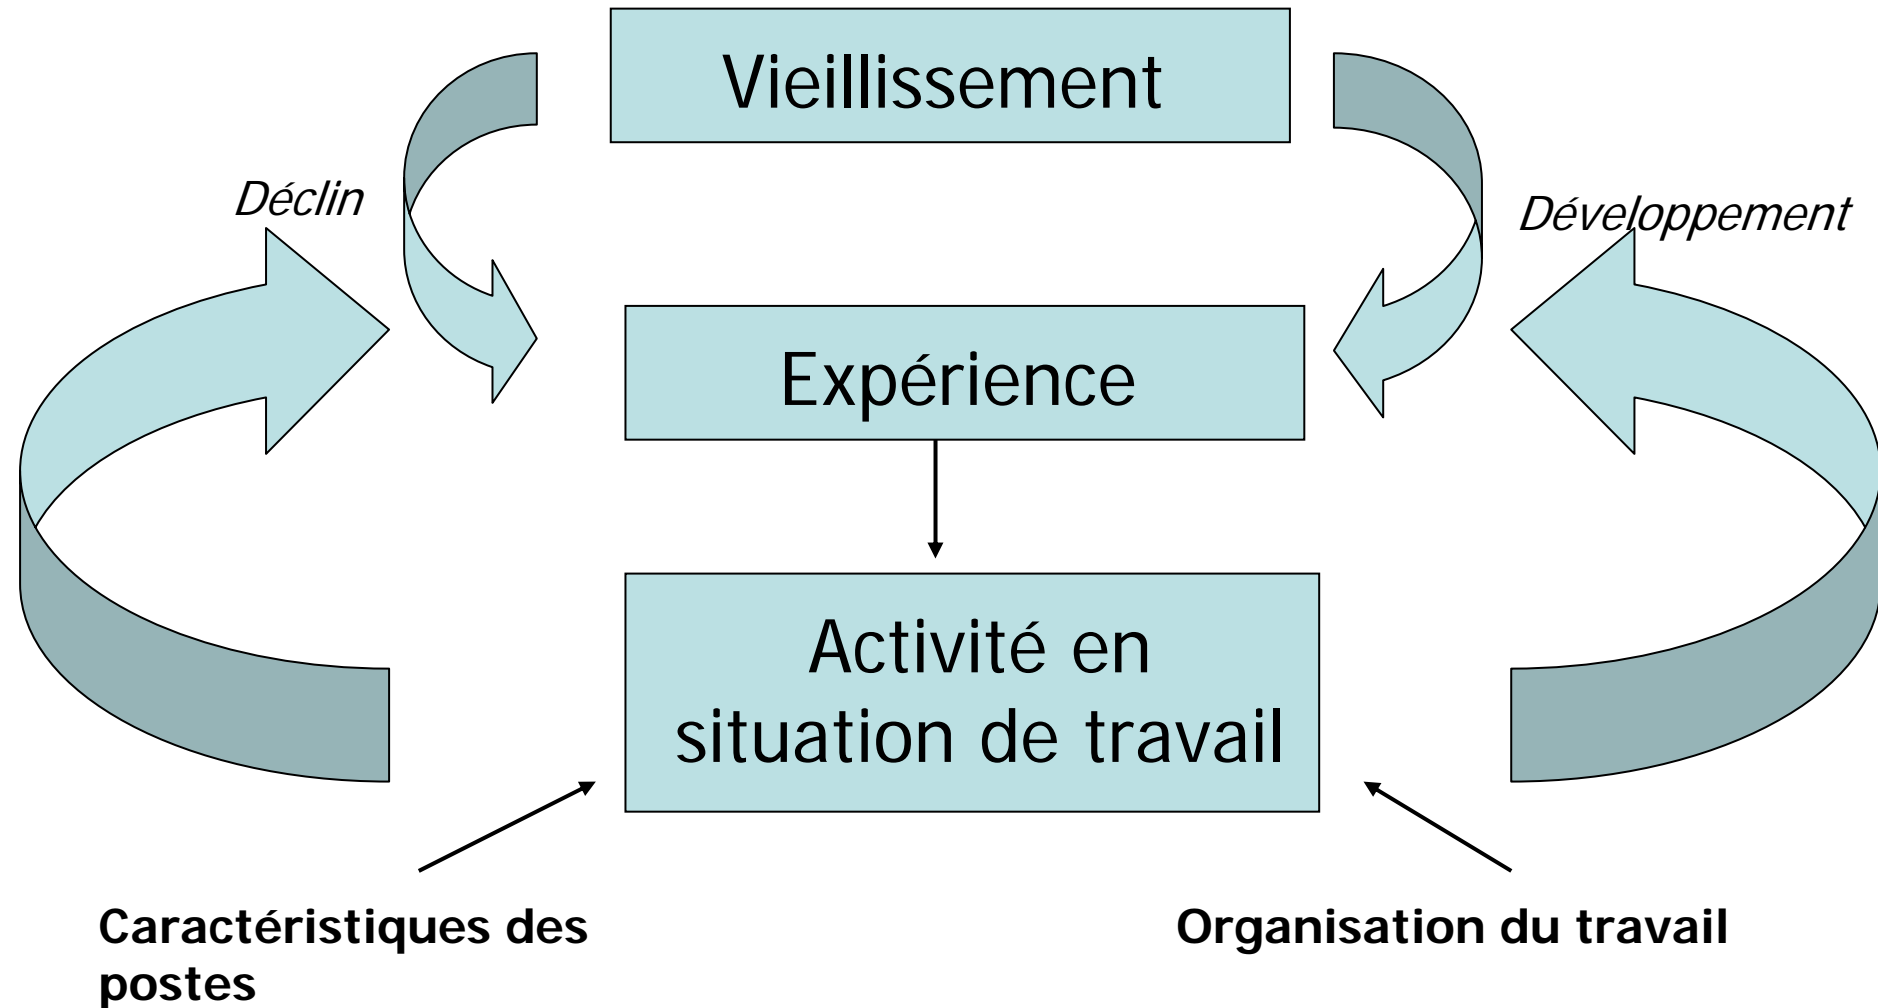 Vieillissement
Déclin
Développement
Expérience
Activité en
situation de travail
Caractéristiques des
postes
Organisation du travail